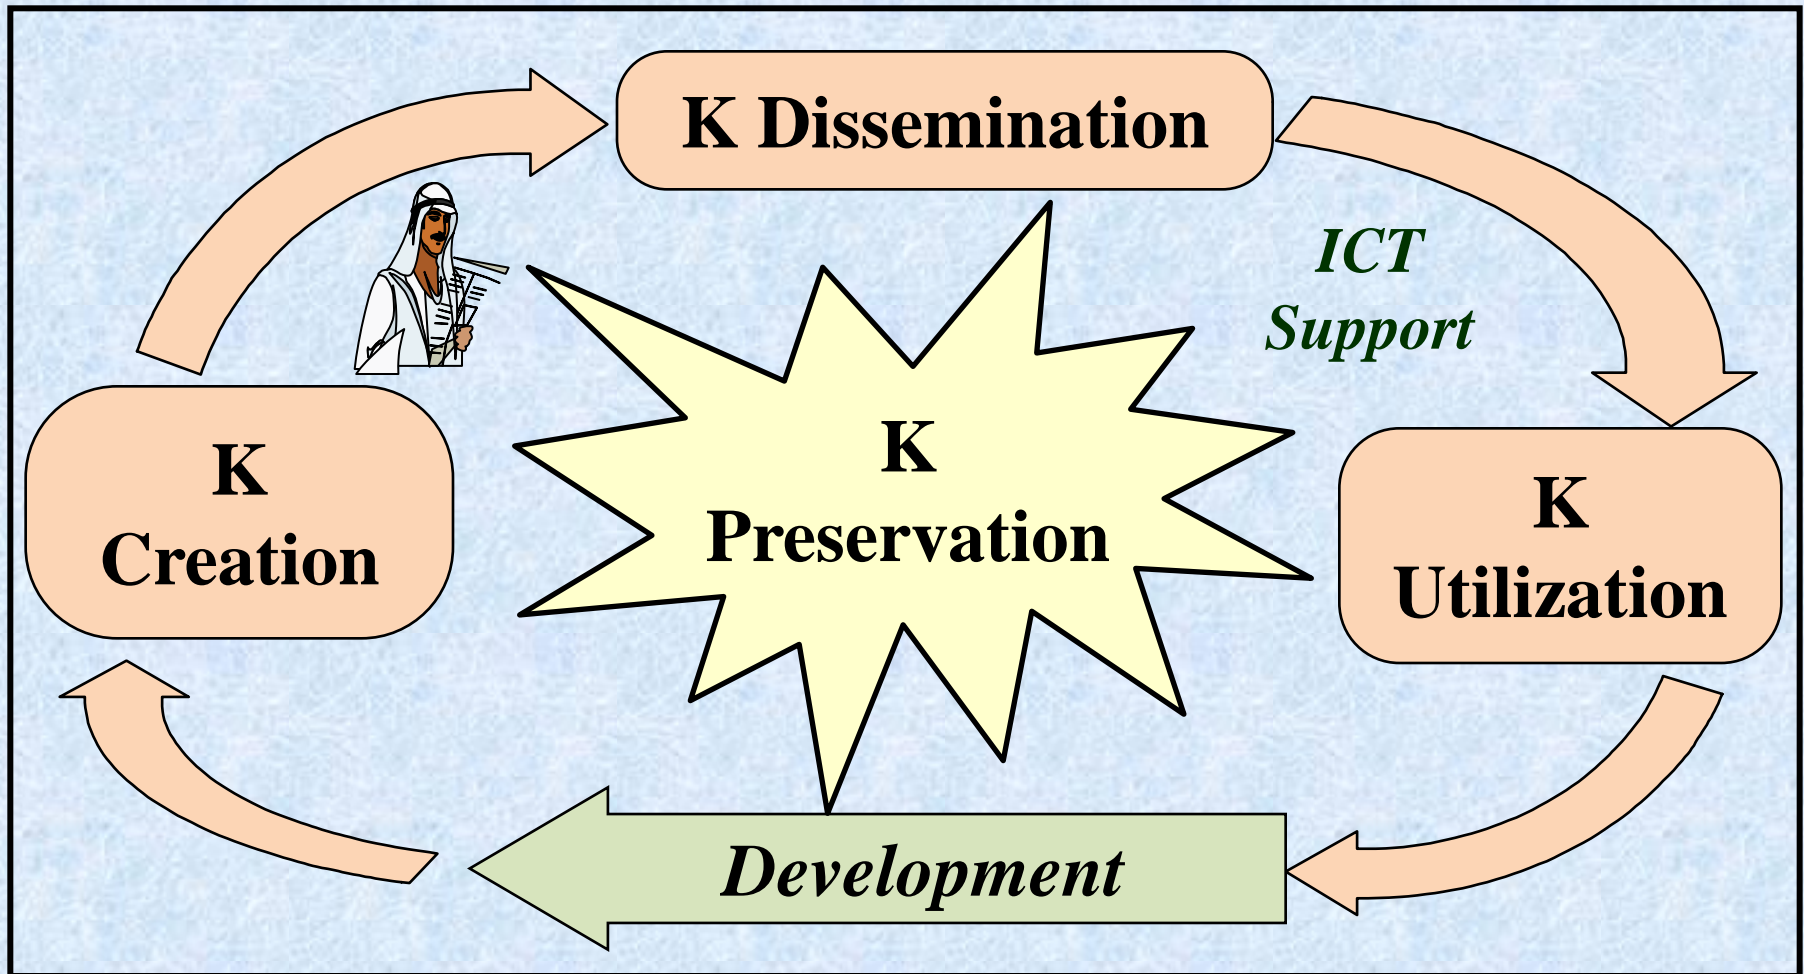 K Dissemination
ICT
Support
K
Creation
K
Preservation
K
Utilization
Development